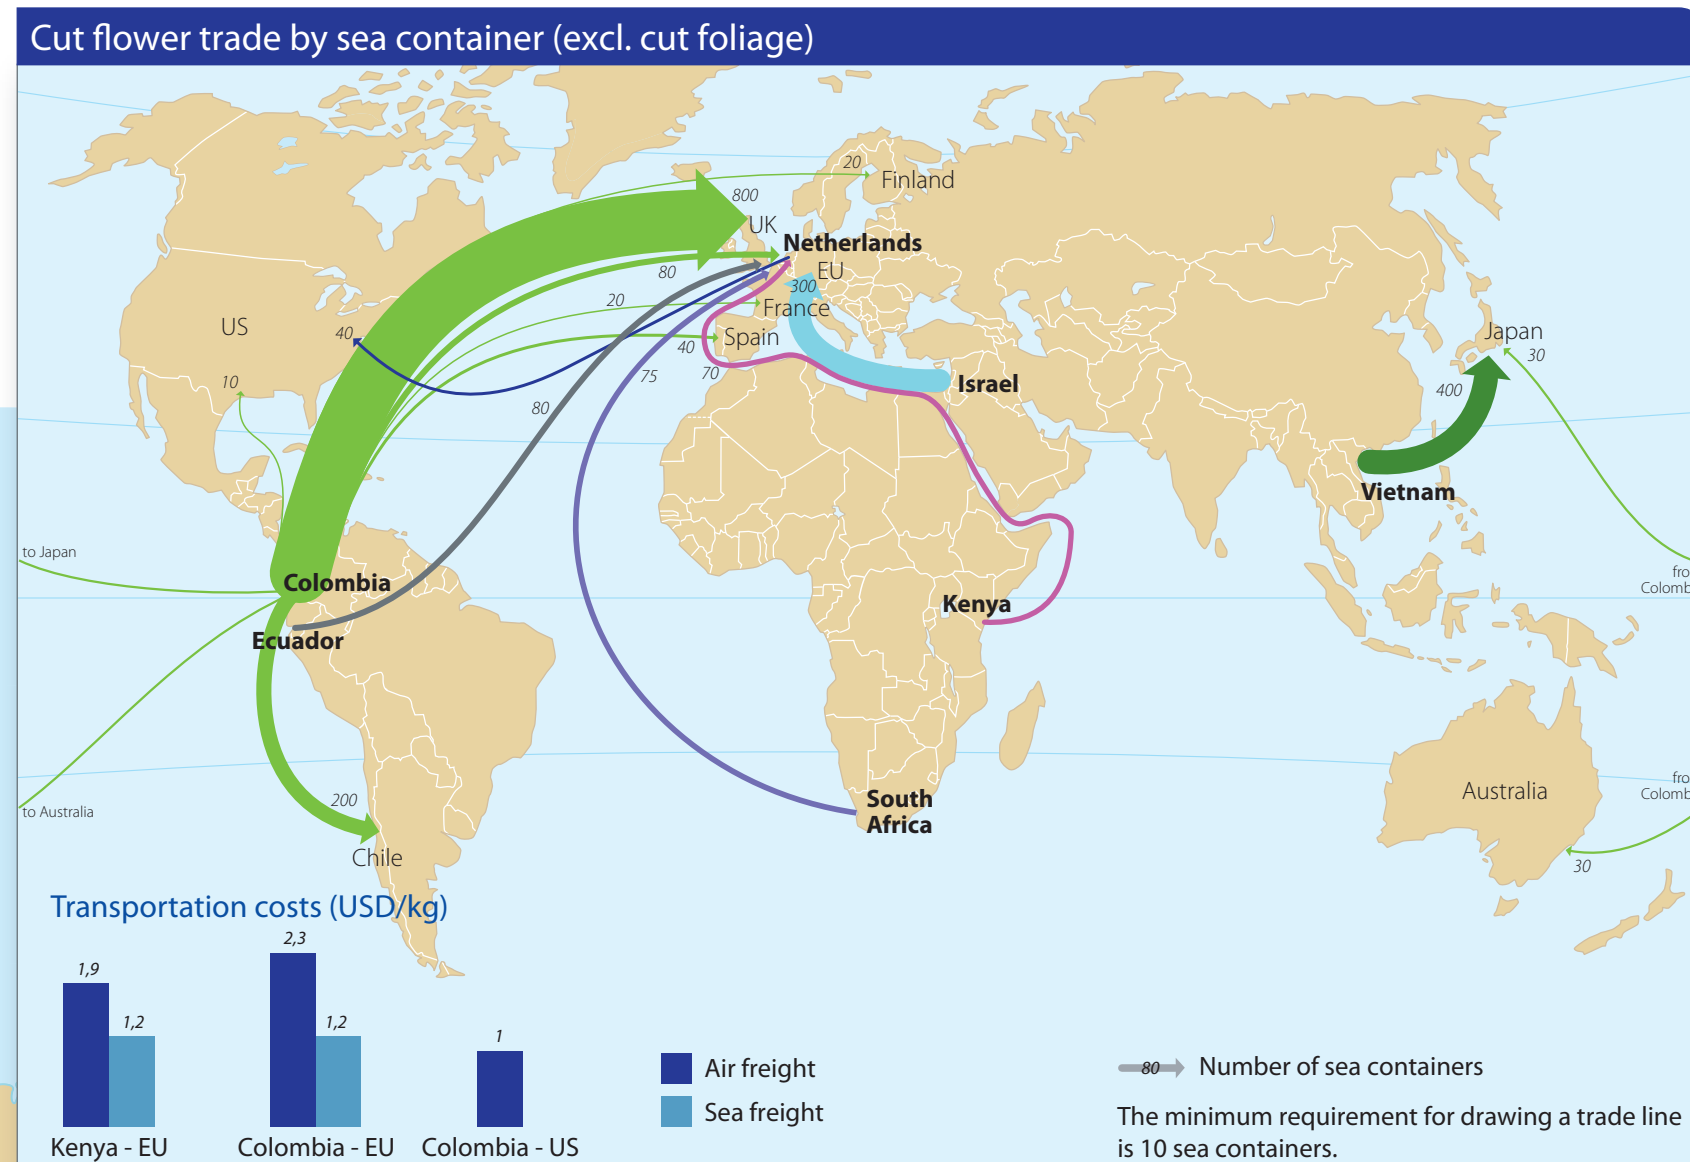 Cut flower trade by sea container (excl. cut foliage)
20
Finland
800
UK
Netherlands
80
EU
300
20
France
US
40
Spain
40
Japan
30
75
70
10
Israel
400
80
Vietnam
to Japan
fro
Colomb
Colombia
Kenya
Ecuador
fro
Colomb
Australia
200
South
Africa
to Australia
Chile
30
Transportation costs (USD/kg)
2,3
1,9
1,2
1,2
1
Air freight
80
Number of sea containers
Sea freight
The minimum requirement for drawing a trade line
is 10 sea containers.
Kenya - EU
Colombia - EU
Colombia - US